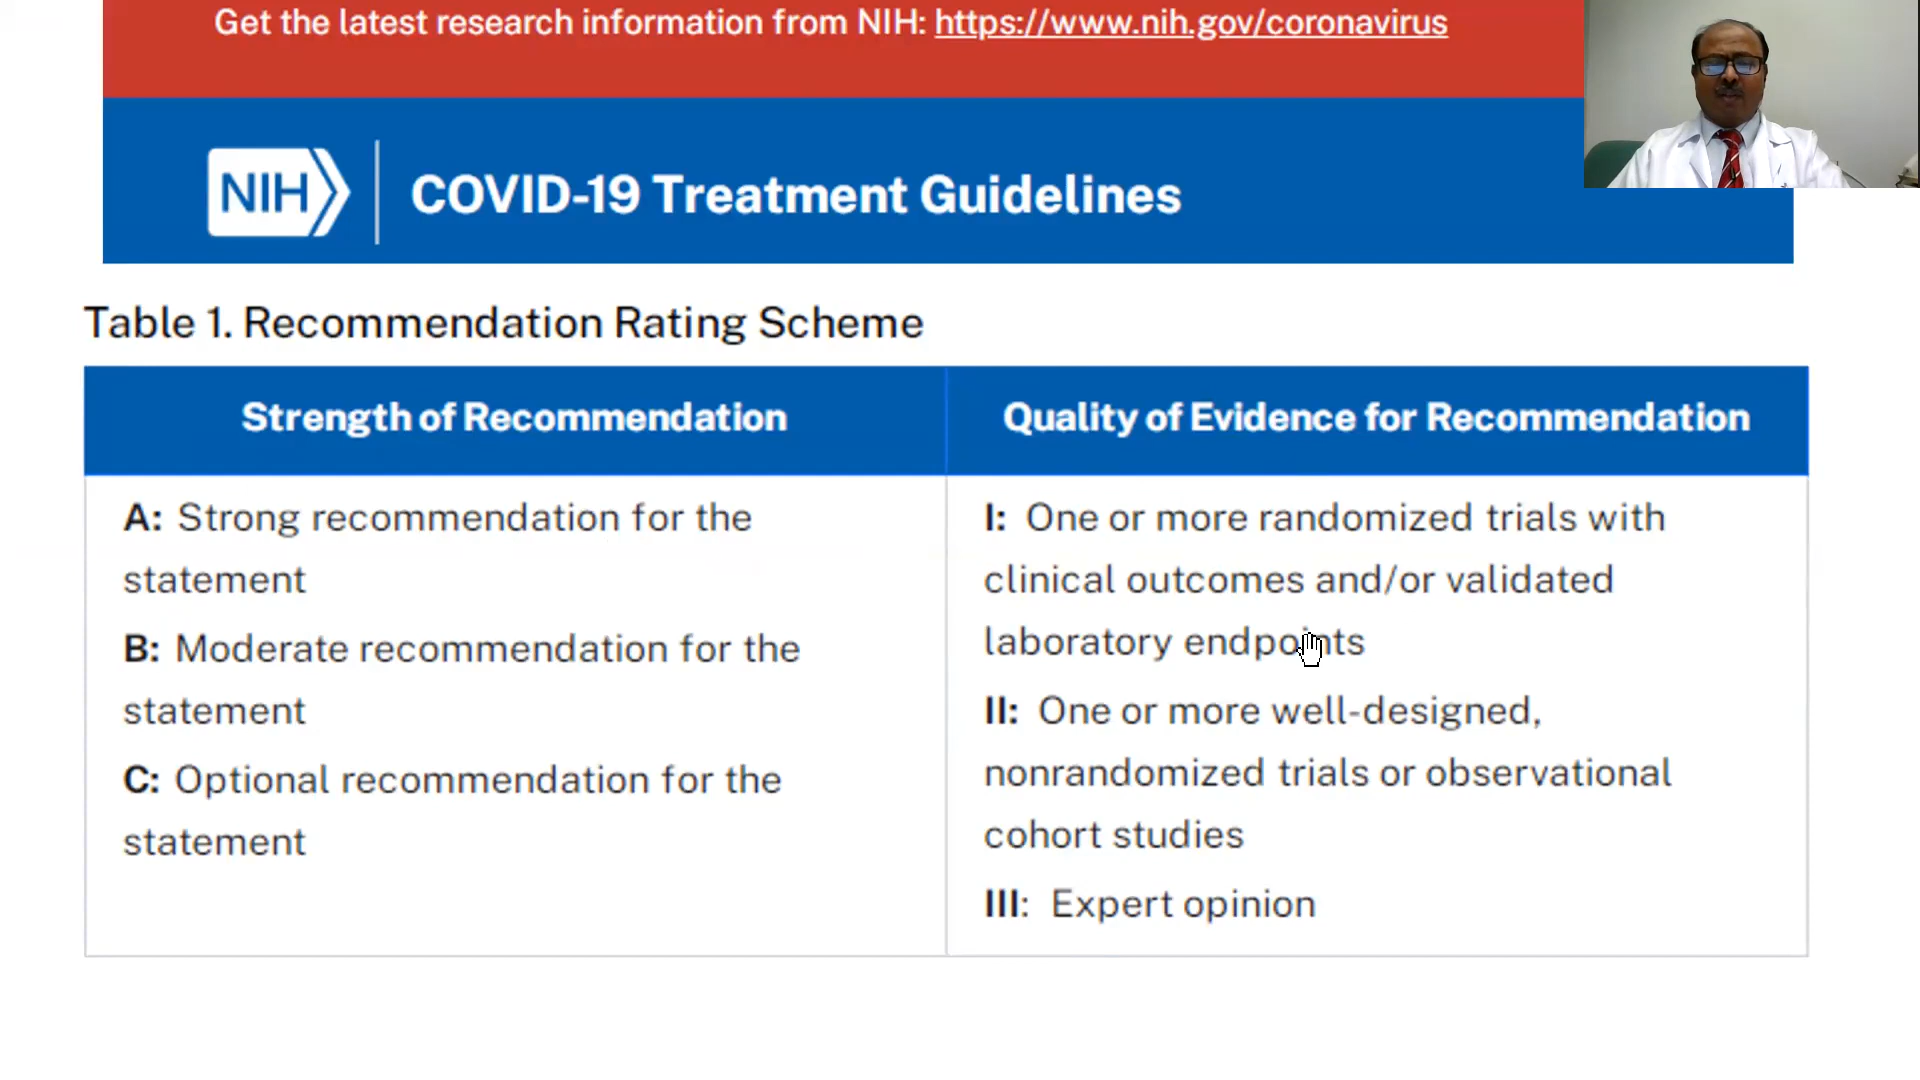 Get the latest research information from NIH: https://www.nih.gov/coronavirus
NIH
COVID-19 Treatment Guidelines
Table 1. Recommendation Rating Scheme
Strength of Recommendation
Quality of Evidence for Recommendation
A: Strong recommendation for the
statement
B: Moderate recommendation for the
statement
C: Optional recommendation for the
statement
I: One or more randomized trials with
clinical outcomes and/or validated
laboratory endpoints
II: One or more well-designed,
nonrandomized trials or observational
cohort studies
III: Expert opinion